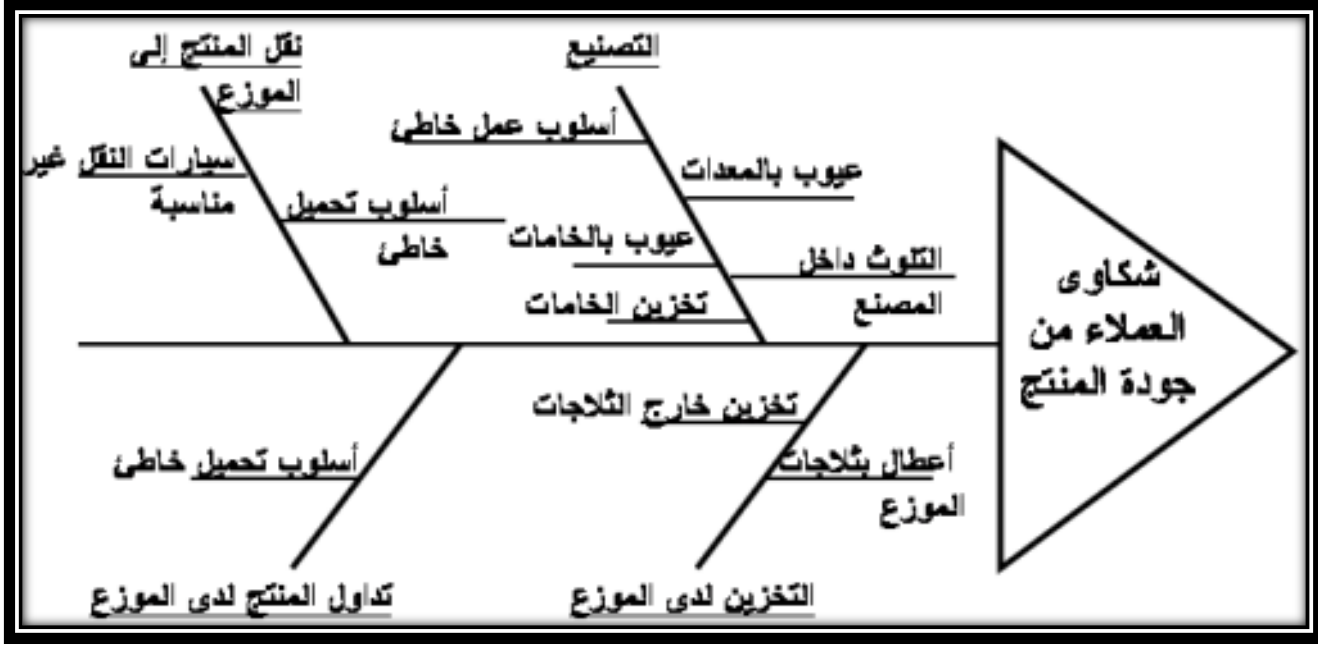 التصنيع
نقل المنتج إلى
الموزع
أسلوب عمل خاطئ
عيوب بالمعدات
سيارات النقل غير
مناسبة
أسلوب تحميل
خاطئ
عيوب بالخامات
التلوث داخل
المصنع
تخزين الخامات
شكاوى
العملاء من
جودة المنتج
تخزين خارج الثلاجات
أعطال بثلاجات
الموزع
أسلوب تحميل خاطئ
التخزين لدى الموزع
تداول المنتج لدى الموزع